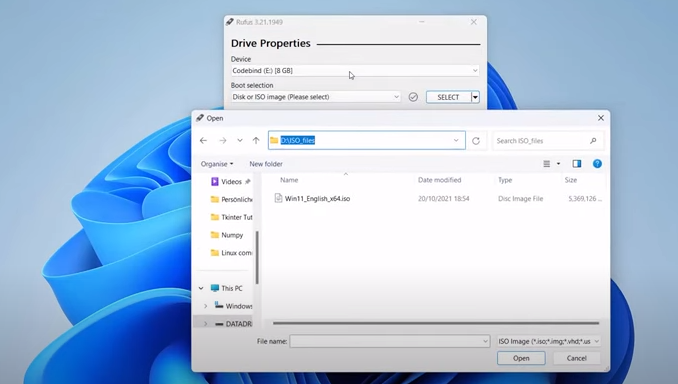 Rufus 3.21.1949
Drive Properties
Device
Codebind (E:) [8 GB]
Boot selection
Disk or ISO image (Please select)
SELECT
Open
D:\ISO_files
Search ISO_files
Organise
New folder
Name
Date modified
Type
Size
Videos
Win11_English_x64.iso
20/10/2021 18:54
Disc Image File
5,369,126 ...
Persönliche
Tkinter Tut
Numpy
Linux com
This PC
Windows
DATADR
File name:
ISO Image (*.iso;*.img;*.vhd;*.us
Open
Cancel